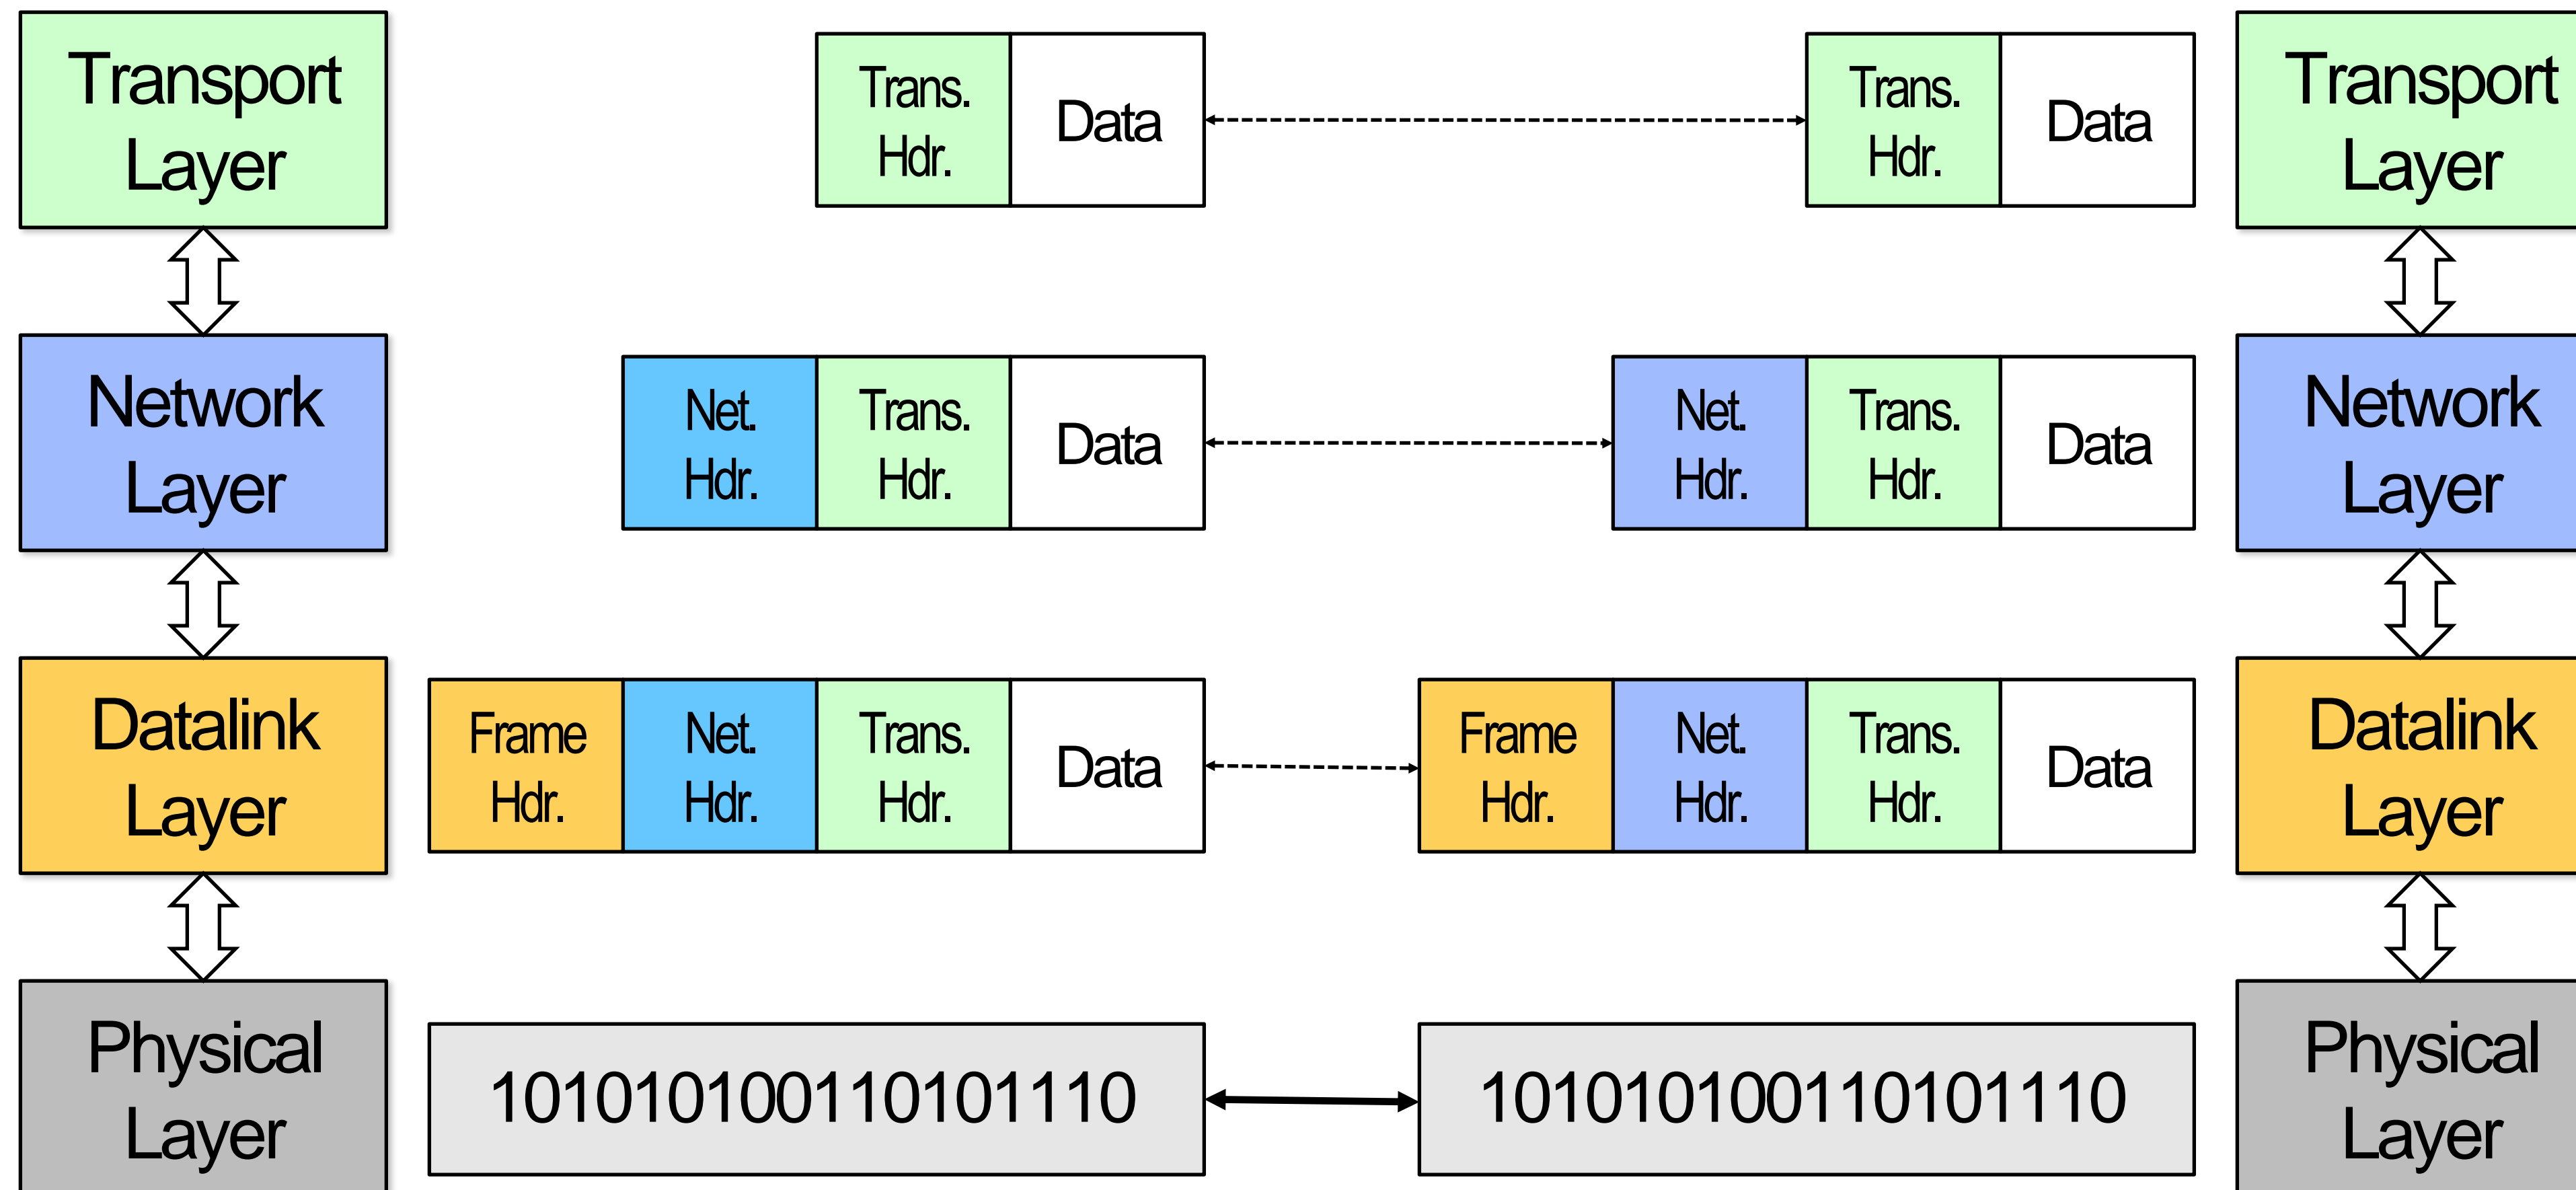 Transport
Layer
Trans.
Hdr.
Data
Trans.
Hdr.
Data
Transport
Layer
Network
Layer
Net.
Hdr.
Trans.
Hdr.
Data
Net.
Hdr.
Trans.
Hdr.
Data
Network
Layer
Datalink
Layer
Frame
Hdr.
Net.
Hdr.
Trans.
Hdr.
Data
Frame
Hdr.
Net.
Hdr.
Trans.
Hdr.
Data
Datalink
Layer
Physical
Layer
101010100110101110
101010100110101110
Physical
Layer